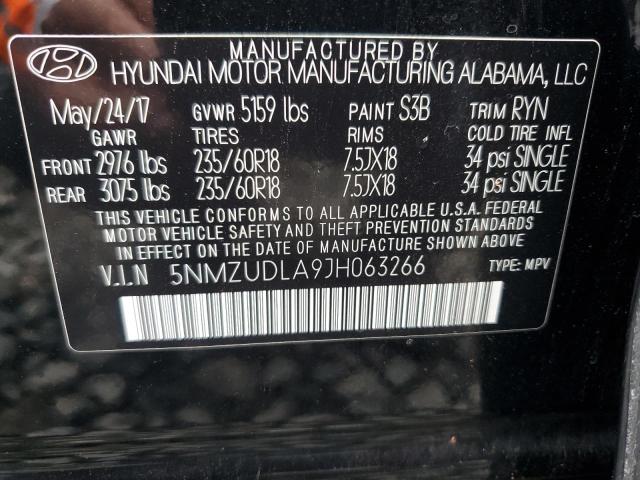 MANUFACTURED BY
HYUNDAI MOTOR MANUFACTURING ALABAMA, LLC
May/24/17 GVWR 5159 lbs PAINT S3B TRIM RYN
GAWR TIRES RIMS COLD TIRE INFL
FRONT 2976 lbs 235/60R18 7.5JX18 34 psi SINGLE
REAR 3075 lbs 235/60R18 7.5JX18 34 psi SINGLE
THIS VEHICLE CONFORMS TO ALL APPLICABLE U.S.A. FEDERAL
MOTOR VEHICLE SAFETY AND THEFT PREVENTION STANDARDS
IN EFFECT ON THE DATE OF MANUFACTURE SHOWN ABOVE.
V.I.N 5NMZUDLA9JH063266 TYPE: MPV